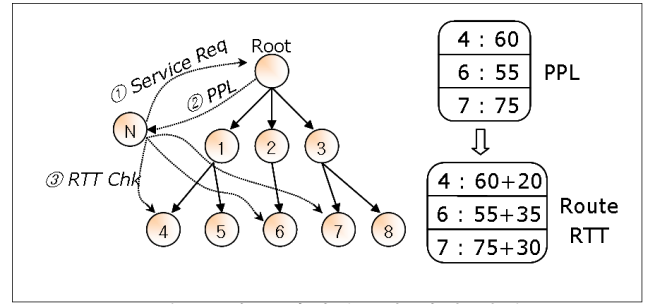 Root
① Service Req
② PPL
N
1
2
3
③ RTT Chk
4
5
6
7
8
4 : 60
6 : 55
7 : 75
PPL
4 : 60+20
6 : 55+35
7 : 75+30
Route
RTT